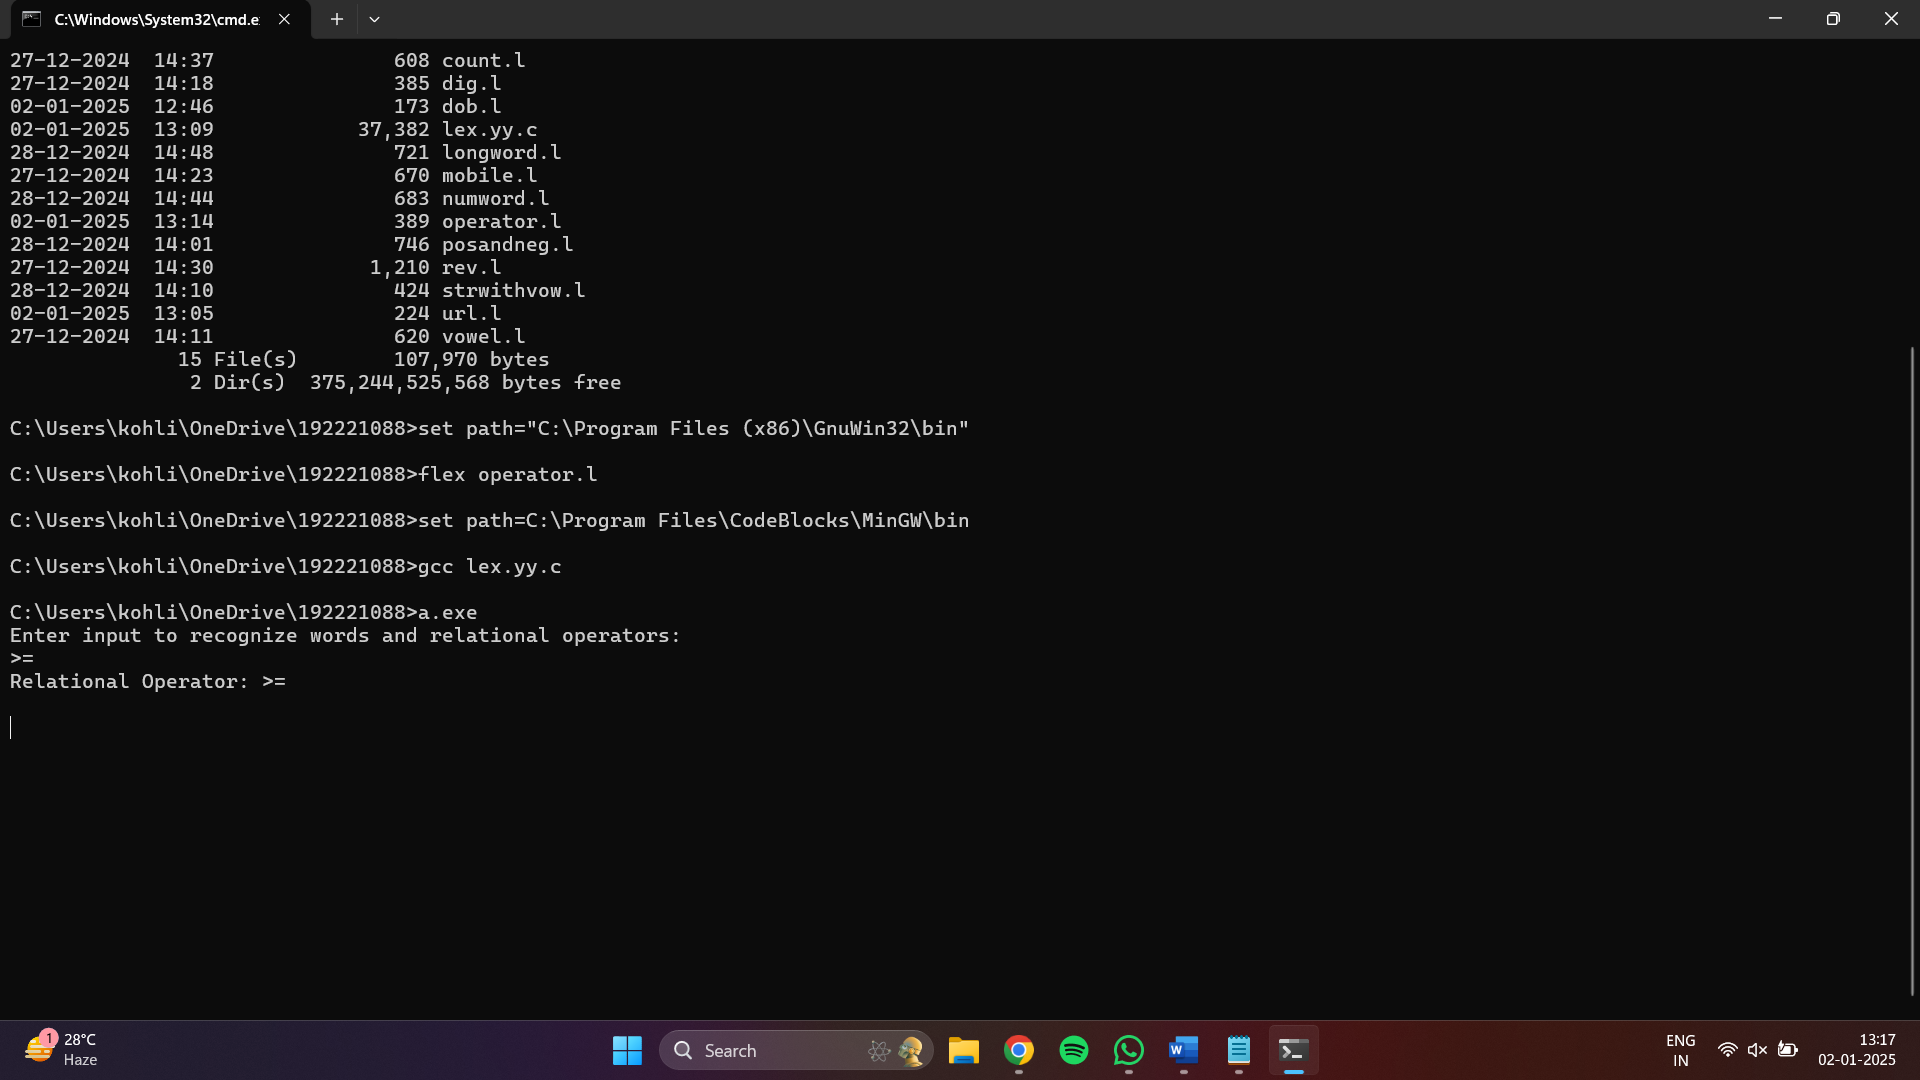 C:\Windows\System32\cmd.e
27-12-2024  14:37               608 count.l
27-12-2024  14:18               385 dig.l
02-01-2025  12:46               173 dob.l
02-01-2025  13:09            37,382 lex.yy.c
28-12-2024  14:48               721 longword.l
27-12-2024  14:23               670 mobile.l
28-12-2024  14:44               683 numword.l
02-01-2025  13:14               389 operator.l
28-12-2024  14:01               746 posandneg.l
27-12-2024  14:30             1,210 rev.l
28-12-2024  14:10               424 strwithvow.l
02-01-2025  13:05               224 url.l
27-12-2024  14:11               620 vowel.l
              15 File(s)        107,970 bytes
               2 Dir(s)  375,244,525,568 bytes free
C:\Users\kohli\OneDrive\192221088>set path="C:\Program Files (x86)\GnuWin32\bin"
C:\Users\kohli\OneDrive\192221088>flex operator.l
C:\Users\kohli\OneDrive\192221088>set path=C:\Program Files\CodeBlocks\MinGW\bin
C:\Users\kohli\OneDrive\192221088>gcc lex.yy.c
C:\Users\kohli\OneDrive\192221088>a.exe
Enter input to recognize words and relational operators:
>=
Relational Operator: >=
1
28°C
Haze
Search
W
ENG
IN
13:17
02-01-2025